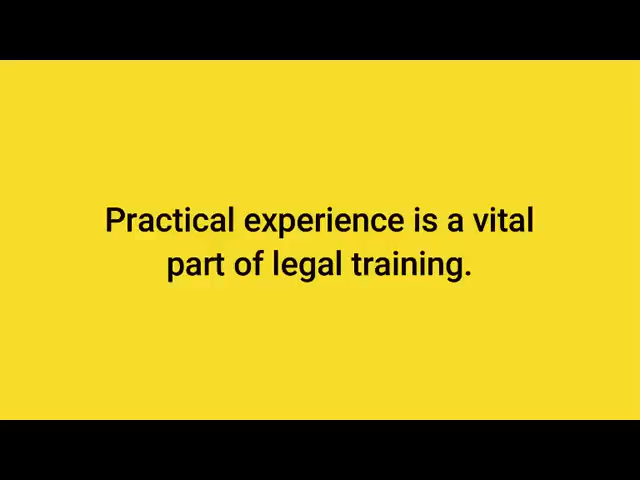 Practical experience is a vital
part of legal training.